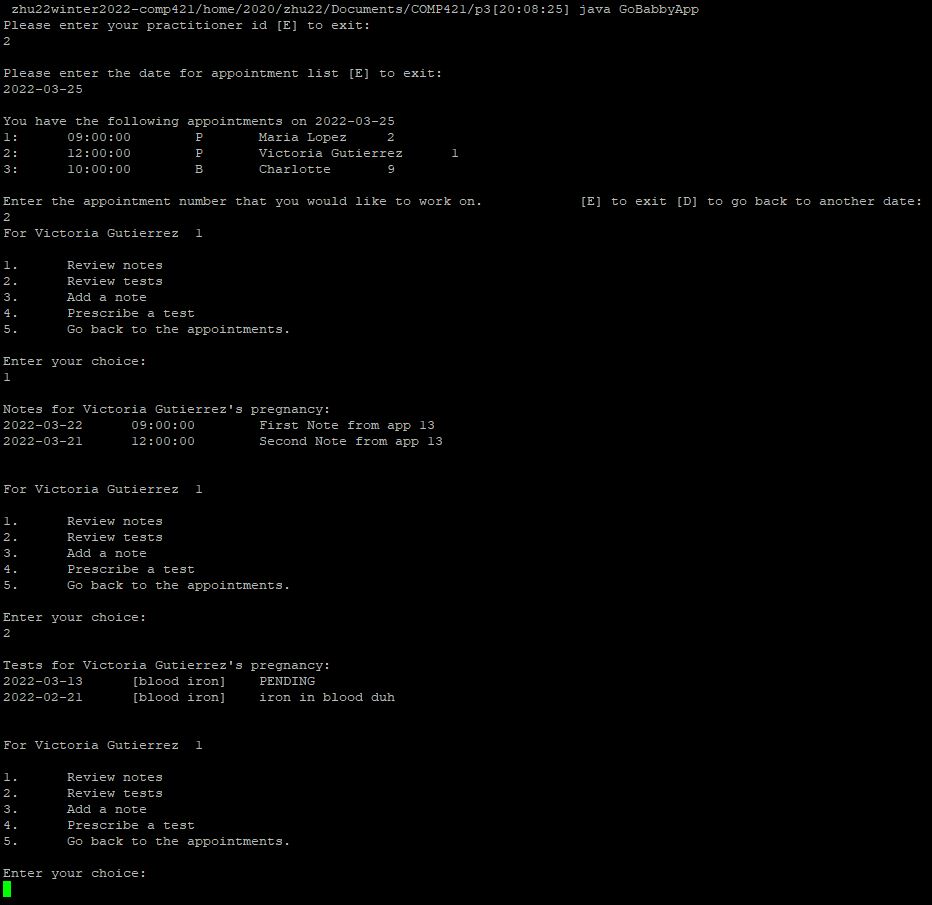 zhu22winter2022-comp421/home/2020/zhu22/Documents/COMP421/p3[20:08:25] java GoBabbyApp
Please enter your practitioner id [E] to exit:
2
Please enter the date for appointment list [E] to exit:
2022-03-25
You have the following appointments on 2022-03-25
1: 09:00:00 P Maria Lopez 2
2: 12:00:00 P Victoria Gutierrez 1
3: 10:00:00 B Charlotte 9
Enter the appointment number that you would like to work on. [E] to exit [D] to go back to another date:
2
For Victoria Gutierrez 1
1. Review notes
2. Review tests
3. Add a note
4. Prescribe a test
5. Go back to the appointments.
Enter your choice:
1
Notes for Victoria Gutierrez's pregnancy:
2022-03-22 09:00:00 First Note from app 13
2022-03-21 12:00:00 Second Note from app 13
For Victoria Gutierrez 1
1. Review notes
2. Review tests
3. Add a note
4. Prescribe a test
5. Go back to the appointments.
Enter your choice:
2
Tests for Victoria Gutierrez's pregnancy:
2022-03-13 [blood iron] PENDING
2022-02-21 [blood iron] iron in blood duh
For Victoria Gutierrez 1
1. Review notes
2. Review tests
3. Add a note
4. Prescribe a test
5. Go back to the appointments.
Enter your choice: